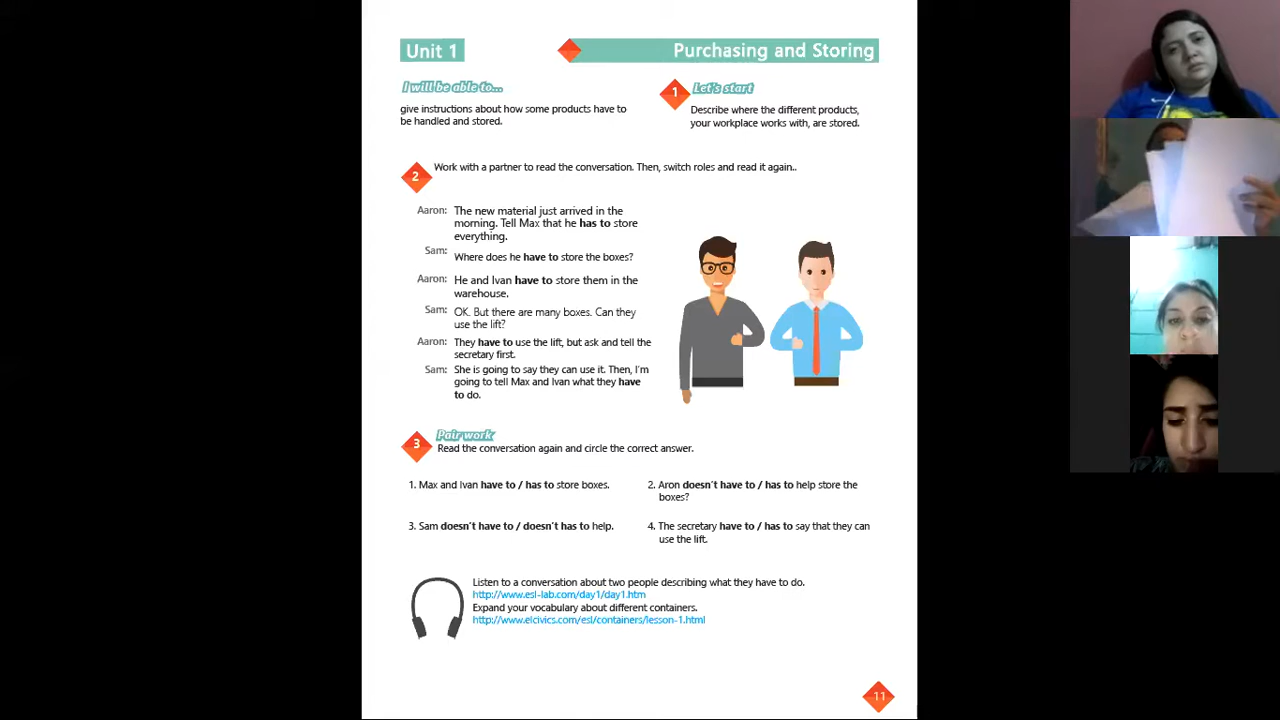 Unit 1
Purchasing and Storing
I will be able to...
give instructions about how some products have to
be handled and stored.
1
Let's start
Describe where the different products,
your workplace works with, are stored.
2
Work with a partner to read the conversation. Then, switch roles and read it again..
Aaron: The new material just arrived in the
morning. Tell Max that he has to store
everything.
Sam: Where does he have to store the boxes?
Aaron: He and Ivan have to store them in the
warehouse.
Sam: OK. But there are many boxes. Can they
use the lift?
Aaron: They have to use the lift, but ask and tell the
secretary first.
Sam: She is going to say they can use it. Then, I'm
going to tell Max and Ivan what they have
to do.
3
Pair work
Read the conversation again and circle the correct answer.
1. Max and Ivan have to / has to store boxes.
2. Aron doesn't have to / has to help store the
boxes?
3. Sam doesn't have to / doesn't has to help.
4. The secretary have to / has to say that they can
use the lift.
Listen to a conversation about two people describing what they have to do.
http://www.esl-lab.com/day1/day1.htm
Expand your vocabulary about different containers.
http://www.elcivics.com/esl/containers/lesson-1.html
11